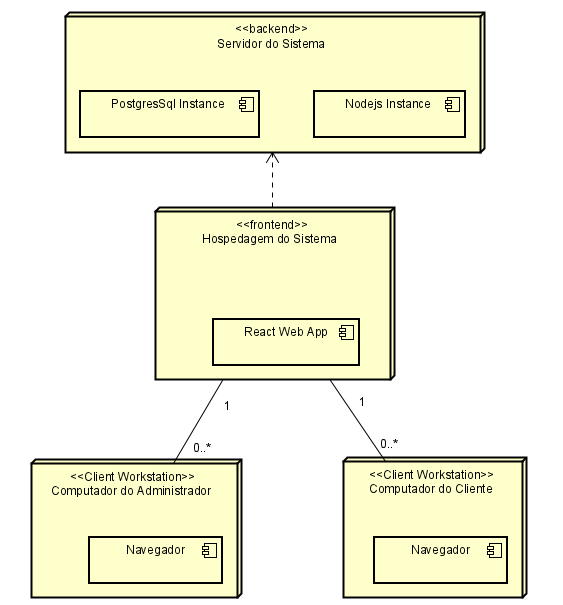 <<backend>>
Servidor do Sistema
PostgresSql Instance
Nodejs Instance
<<frontend>>
Hospedagem do Sistema
React Web App
1
1
0..*
0..*
<<Client Workstation>>
Computador do Administrador
Navegador
<<Client Workstation>>
Computador do Cliente
Navegador